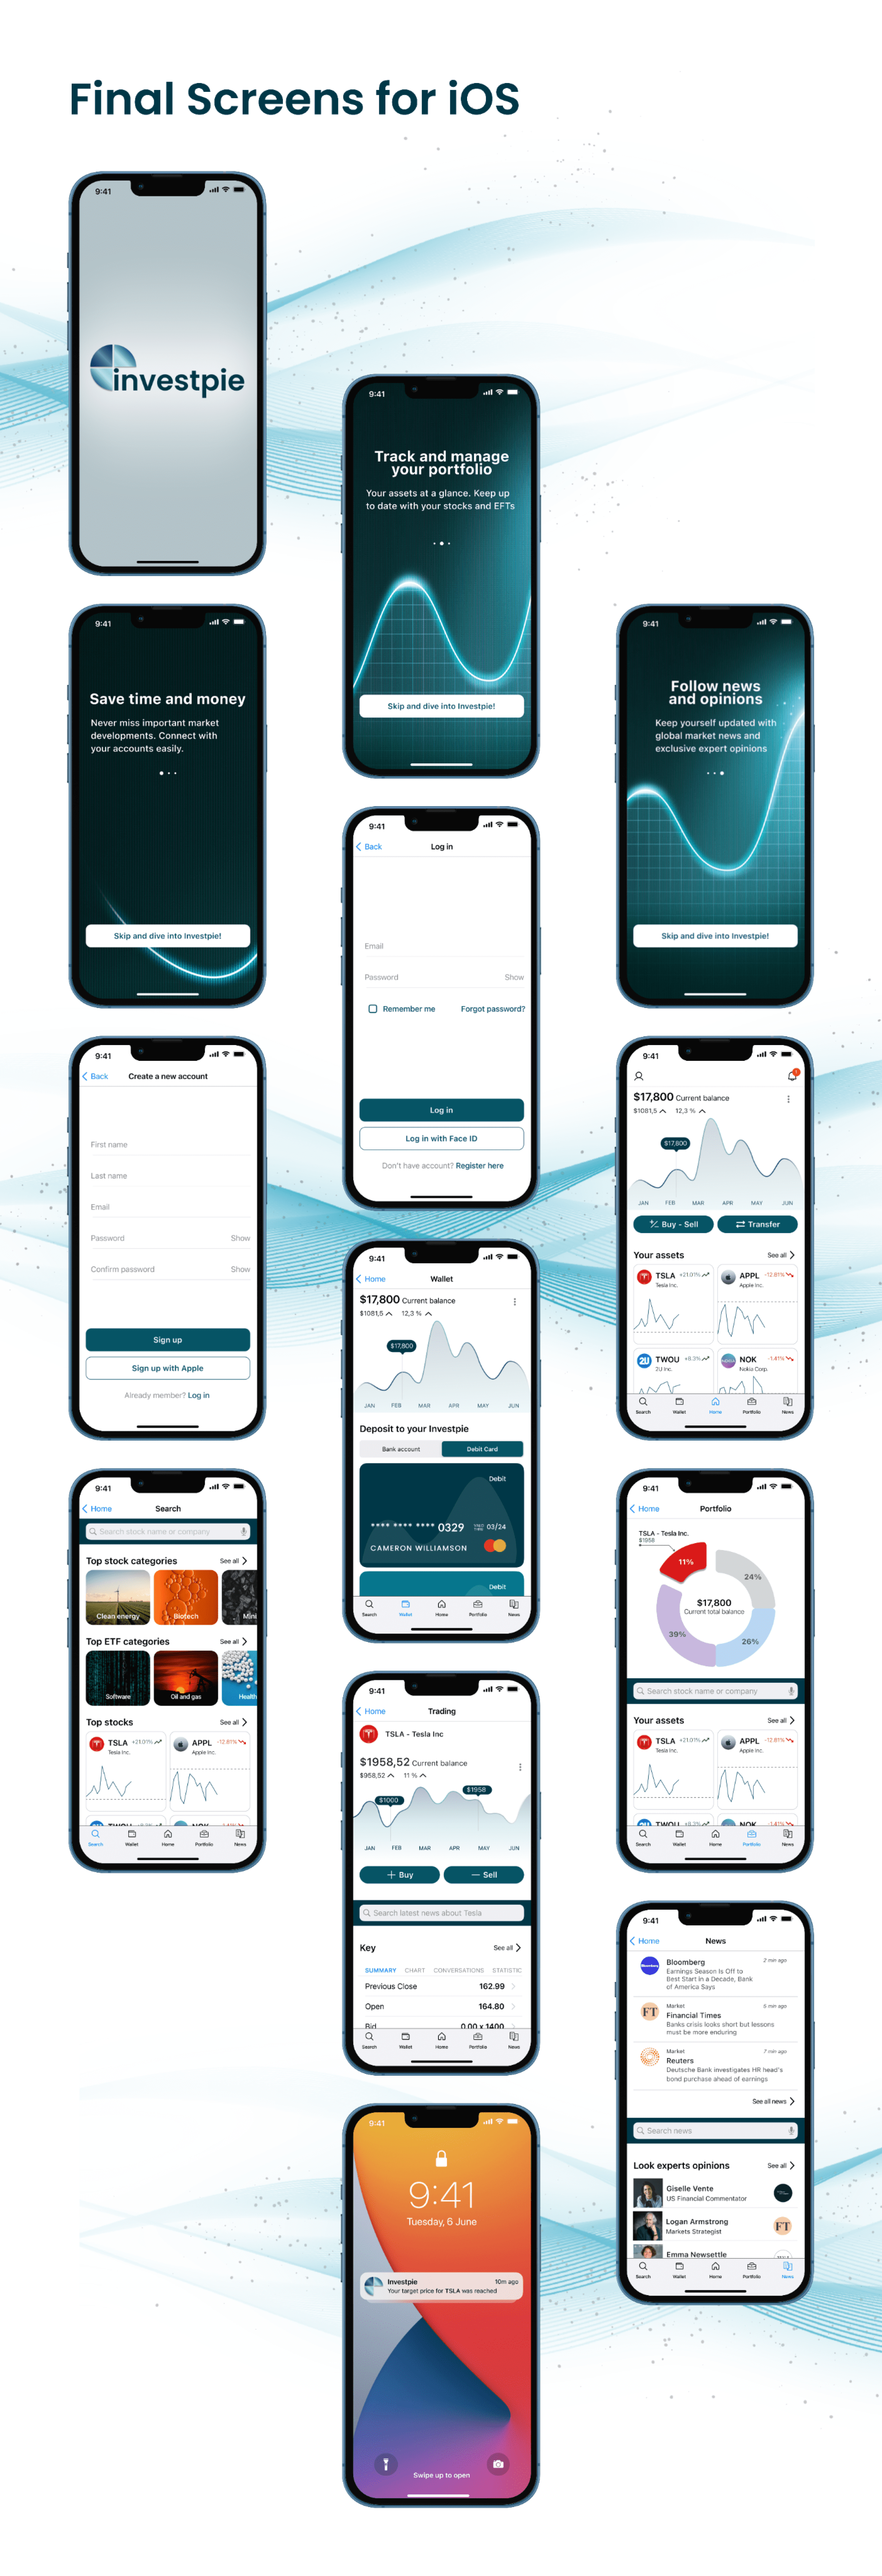 Final Screens for iOS
9:41
investpie
9:41
Track and manage
your portfolio
Your assets at a glance. Keep up
to date with your stocks and EFTs
Skip and dive into Investpie!
9:41
Save time and money
Never miss important market
developments. Connect with
your accounts easily.
Skip and dive into Investpie!
9:41
Follow news
and opinions
Keep yourself updated with
global market news and
exclusive expert opinions
Skip and dive into Investpie!
9:41
Back Log in
Email
Password Show
Remember me Forgot password?
Log in
Log in with Face ID
Don't have account? Register here
9:41
Back Create a new account
First name
Last name
Email
Password Show
Confirm password Show
Sign up
Sign up with Apple
Already member? Log in
9:41
$17,800 Current balance
$1081,5 12,3 %
$17,800
JAN FEB MAR APR MAY JUN
Buy - Sell Transfer
Your assets See all
TSLA +21.01% APPL -12.81%
Tesla Inc. Apple Inc.
2U TWOU +8.3% NOK -1.41%
2U Inc. Nokia Corp.
Search Wallet Home Portfolio News
9:41
Home Wallet
$17,800 Current balance
$1081,5 12,3 %
$17,800
JAN FEB MAR APR MAY JUN
Deposit to your Investpie
Bank account Debit Card
Debit
**** **** **** 0329 03/24
CAMERON WILLIAMSON
Debit
Search Wallet Home Portfolio News
9:41
Home Search
Search stock name or company
Top stock categories See all
Clean energy Biotech Mini
Top ETF categories See all
Software Oil and gas Health
Top stocks See all
TSLA +21.01% APPL -12.81%
Tesla Inc. Apple Inc.
Search Wallet Home Portfolio News
9:41
Home Portfolio
TSLA - Tesla Inc.
$1958
11%
24%
$17,800
Current total balance
39%
26%
Search stock name or company
Your assets See all
TSLA +21.01% APPL -12.81%
Tesla Inc. Apple Inc.
TWOU +8.3% NOK -1.41%
Search Wallet Home Portfolio News
9:41
Home Trading
TSLA - Tesla Inc
$1958,52 Current balance
$958,52 11 %
$1958
$1000
JAN FEB MAR APR MAY JUN
Buy Sell
Search latest news about Tesla
Key See all
SUMMARY CHART CONVERSATIONS STATISTIC
Previous Close 162.99
Open 164.80
Bid 0.00 x 1400
Search Wallet Home Portfolio News
9:41
Home News
Bloomberg 2 min ago
Earnings Season Is Off to
Best Start in a Decade, Bank
of America Says
Market 5 min ago
FT Financial Times
Banks crisis looks short but lessons
must be more enduring
Market 7 min ago
Reuters
Deutsche Bank investigates HR head's
bond purchase ahead of earnings
See all news
Search news
Look experts opinions See all
Giselle Vente
US Financial Commentator
Logan Armstrong
Markets Strategist
FT
Emma Newsettle
Search Wallet Home Portfolio News
9:41
9:41
Tuesday, 6 June
Investpie 10m ago
Your target price for TSLA was reached
Swipe up to open